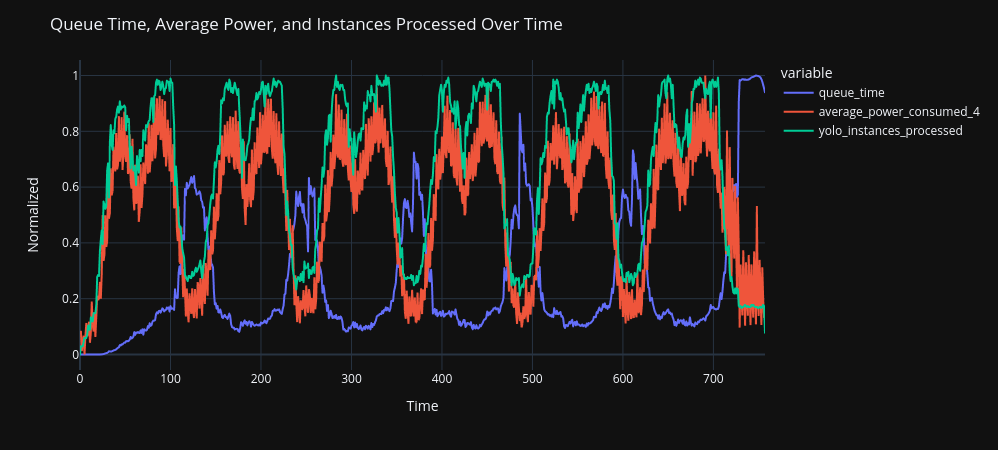 Queue Time, Average Power, and Instances Processed Over Time
variable
queue_time
average_power_consumed_4
yolo_instances_processed
Normalized
1
0.8
0.6
0.4
0.2
0
0 100 200 300 400 500 600 700
Time